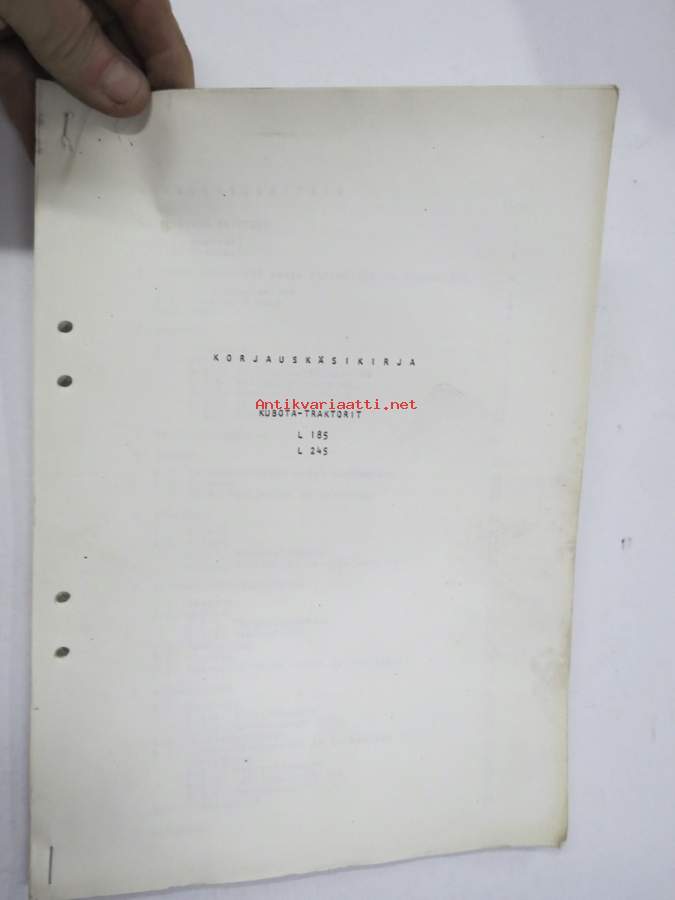 K O R J A U S K Ä S I K I R J A
Antikvariaatti.net
KUBOTA-TRAKTORIT
L 185
L 245